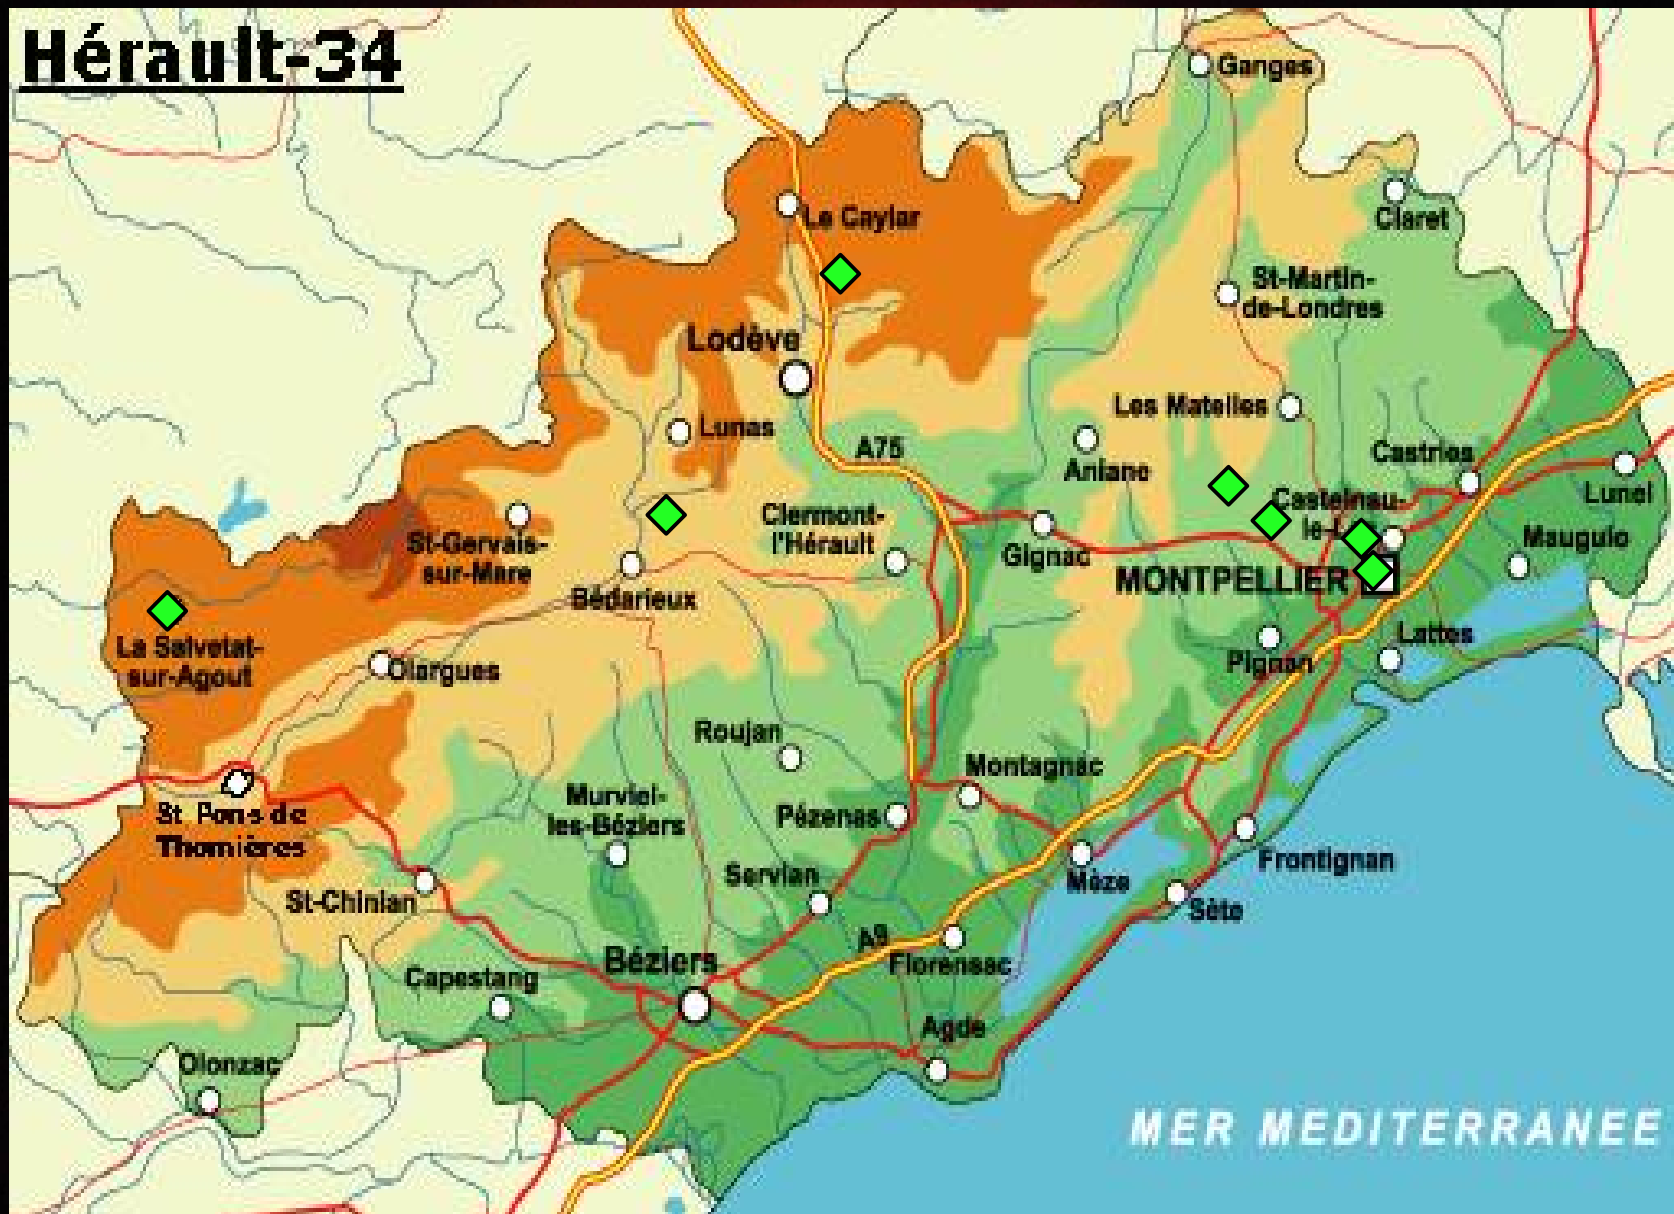 Hérault-34
Ganges
Le Caylar
Claret
St-Martin-
de-Londres
Lodève
Les Matelles
Lunas
A75
Aniane
Castries
Lunel
Castelnau-
le-L
Clermont-
l'Hérault
Gignac
Mauguio
St-Gervais-
sur-Mare
MONTPELLIER
Bédarieux
La Salvetat-
sur-Agout
Olargues
Lattes
Pignan
Roujan
Montagnac
St Pons de
Thomières
Murviel-
les-Béziers
Pézenas
Servian
Mèze
Frontignan
St-Chinian
Sète
A9
Béziers
Florensac
Capestang
Agde
Olonzac
MER MEDITERRANEE